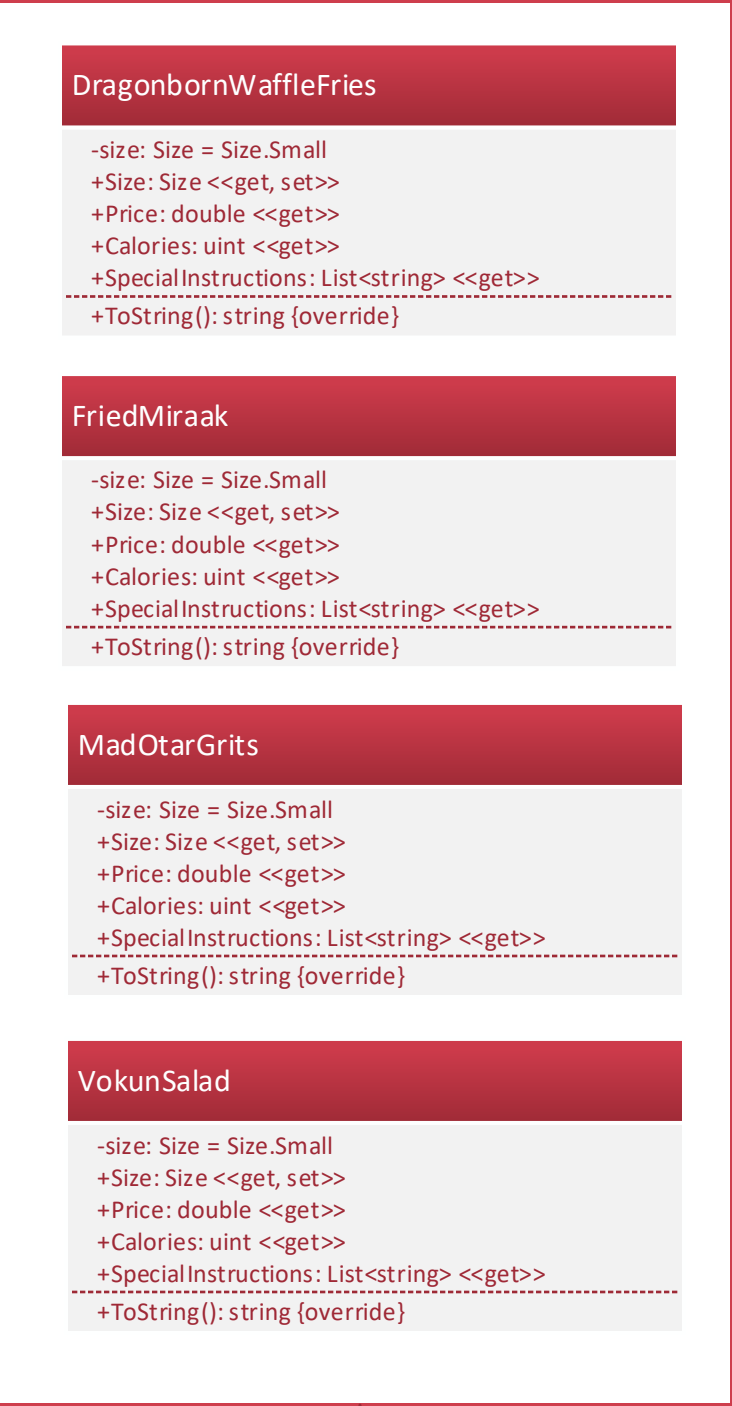 DragonbornWaffleFries
-size: Size = Size.Small
+Size: Size <<get, set>>
+Price: double <<get>>
+Calories: uint <<get>>
+SpecialInstructions: List<string> <<get>>
+ToString(): string {override}
FriedMiraak
-size: Size = Size.Small
+Size: Size <<get, set>>
+Price: double <<get>>
+Calories: uint <<get>>
+SpecialInstructions: List<string> <<get>>
+ToString(): string {override}
MadOtarGrits
-size: Size = Size.Small
+Size: Size <<get, set>>
+Price: double <<get>>
+Calories: uint <<get>>
+SpecialInstructions: List<string> <<get>>
+ToString(): string {override}
VokunSalad
-size: Size = Size.Small
+Size: Size <<get, set>>
+Price: double <<get>>
+Calories: uint <<get>>
+SpecialInstructions: List<string> <<get>>
+ToString(): string {override}